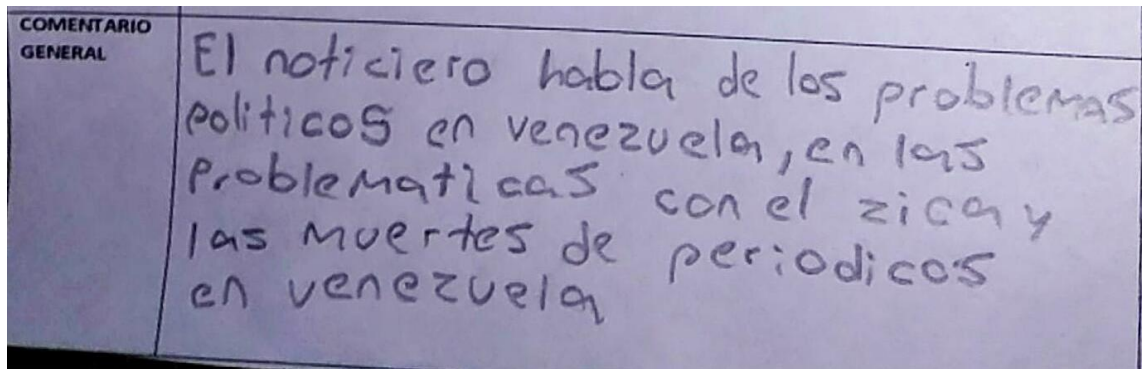 COMENTARIO
GENERAL
El noticiero habla de los problemas
politicos en venezuela, en las
problematicas con el zica y
las muertes de periodicos
en venezuela